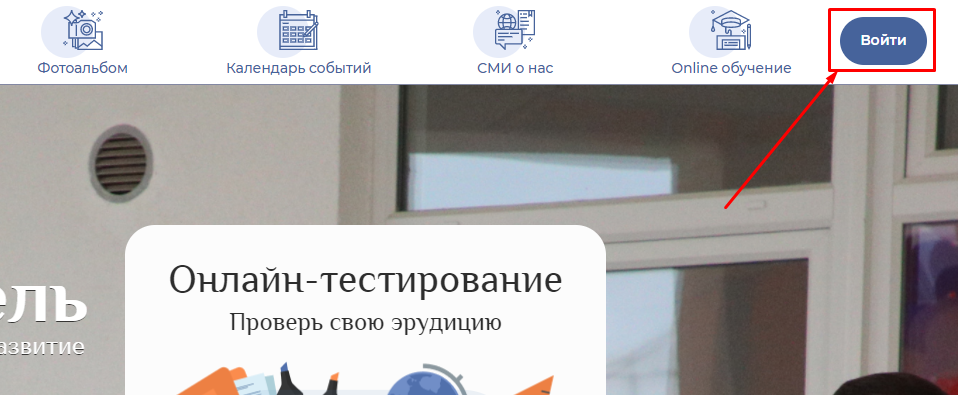 Фотоальбом
Календарь событий
СМИ о нас
Online обучение
Войти
Онлайн-тестирование
Проверь свою эрудицию